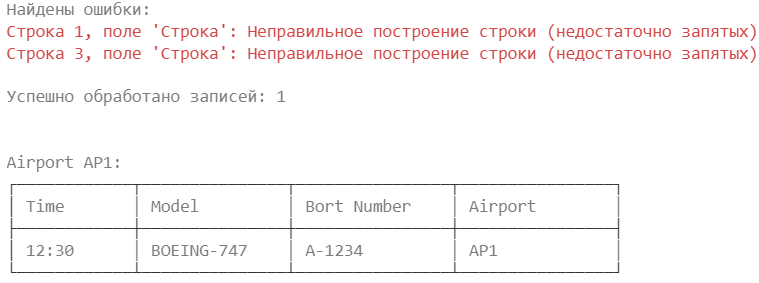 Найдены ошибки:
Строка 1, поле 'Строка': Неправильное построение строки (недостаточно запятых)
Строка 3, поле 'Строка': Неправильное построение строки (недостаточно запятых)
Успешно обработано записей: 1
Airport AP1:
Time Model Bort Number Airport
12:30 BOEING-747 A-1234 AP1